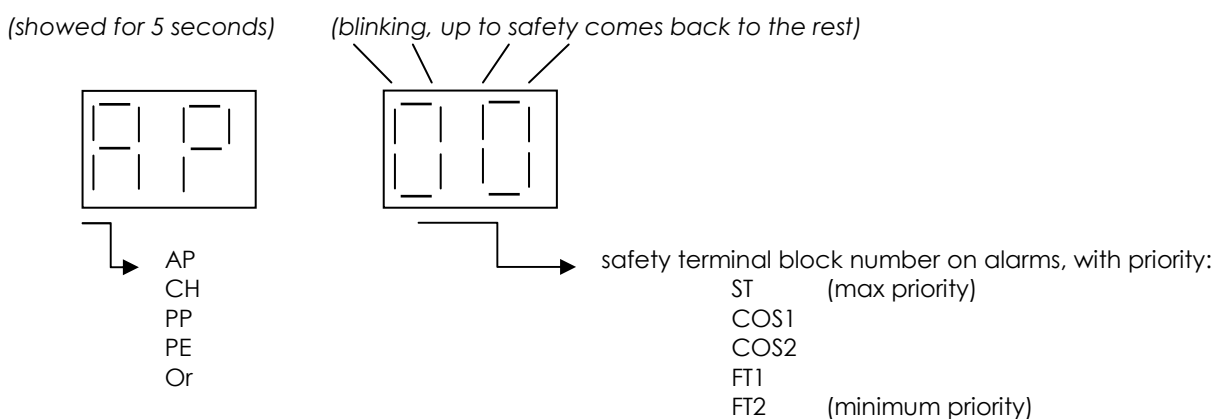 (showed for 5 seconds) (blinking, up to safety comes back to the rest)
AP 00
AP
CH
PP
PE
Or
safety terminal block number on alarms, with priority:
ST (max priority)
COS1
COS2
FT1
FT2 (minimum priority)